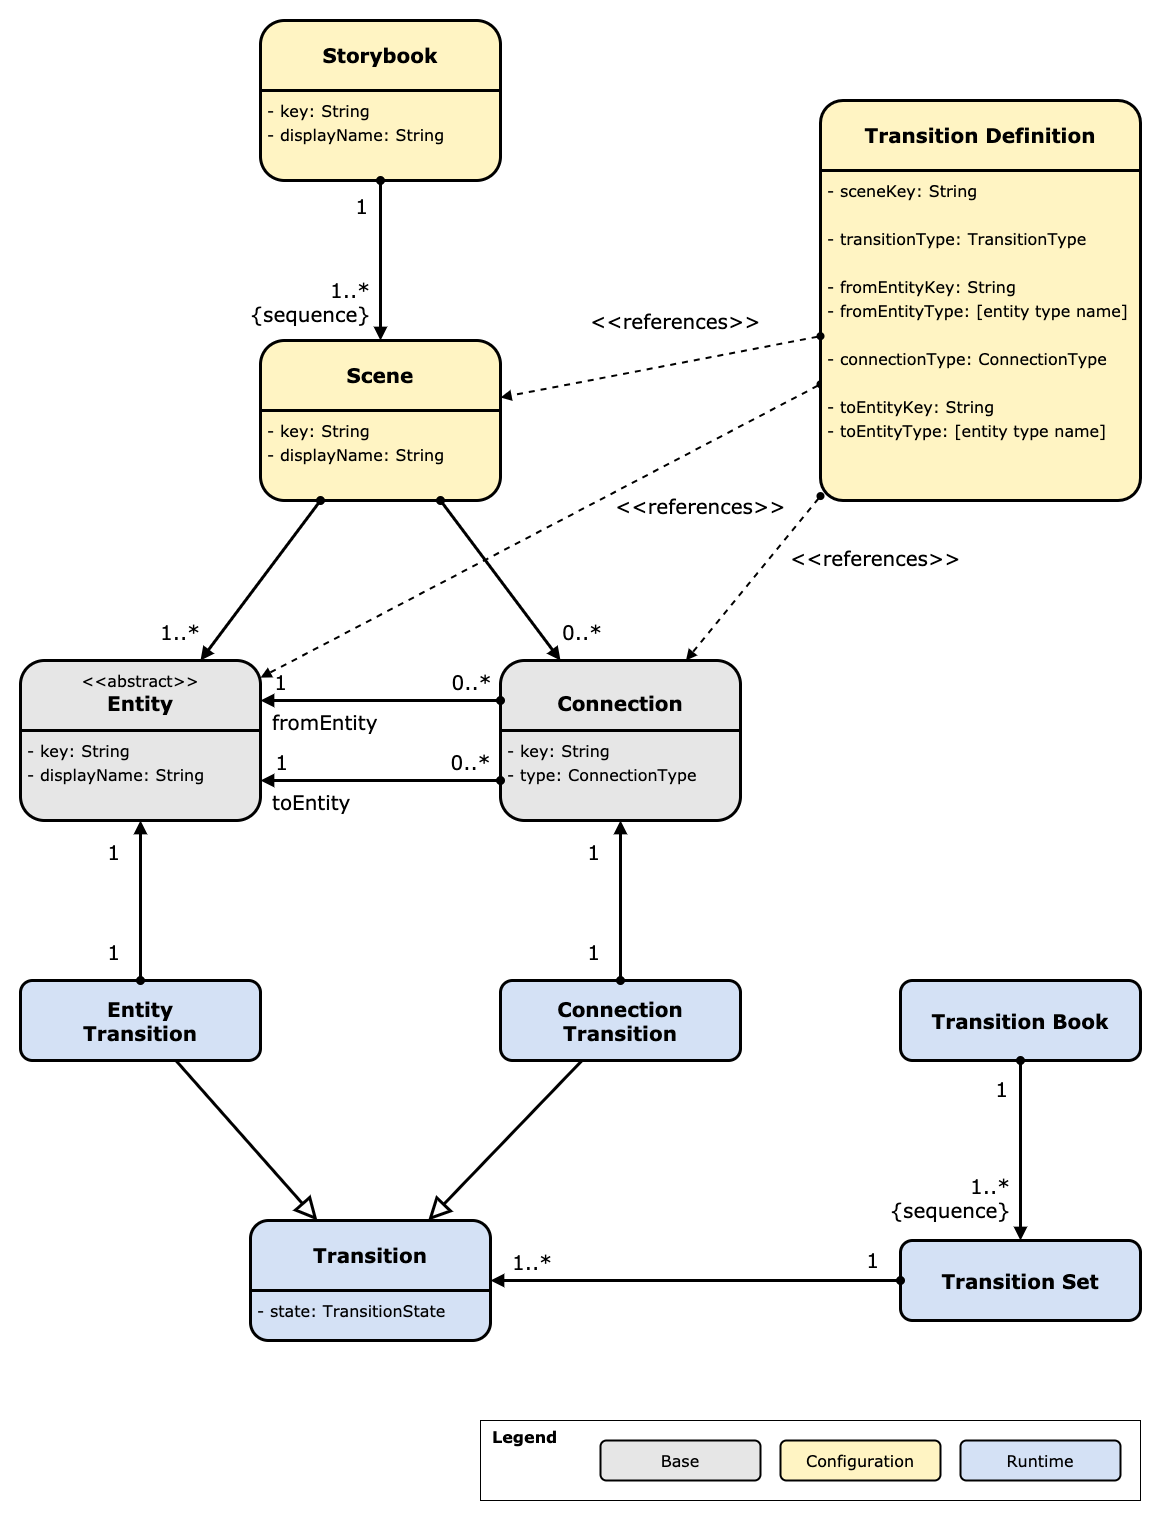 Storybook
- key: String
- displayName: String
1
1..*
{sequence}
Transition Definition
- sceneKey: String
- transitionType: TransitionType
- fromEntityKey: String
- fromEntityType: [entity type name]
- connectionType: ConnectionType
- toEntityKey: String
- toEntityType: [entity type name]
<<references>>
Scene
- key: String
- displayName: String
<<references>>
<<references>>
1..*
0..*
<<abstract>>
Entity
- key: String
- displayName: String
1
0..*
fromEntity
1
0..*
toEntity
Connection
- key: String
- type: ConnectionType
1
1
1
1
Entity
Transition
Connection
Transition
Transition Book
1
1..*
{sequence}
Transition
- state: TransitionState
1..*
1
Transition Set
Legend
Base
Configuration
Runtime